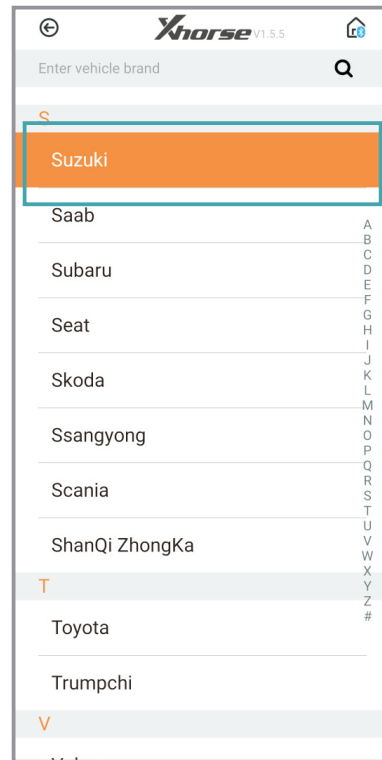 Xhorse V1.5.5
Enter vehicle brand
S
Suzuki
Saab
Subaru
Seat
Skoda
Ssangyong
Scania
ShanQi ZhongKa
T
Toyota
Trumpchi
V
A
B
C
D
E
F
G
H
I
J
K
L
M
N
O
P
Q
R
S
T
U
V
W
X
Y
Z
#